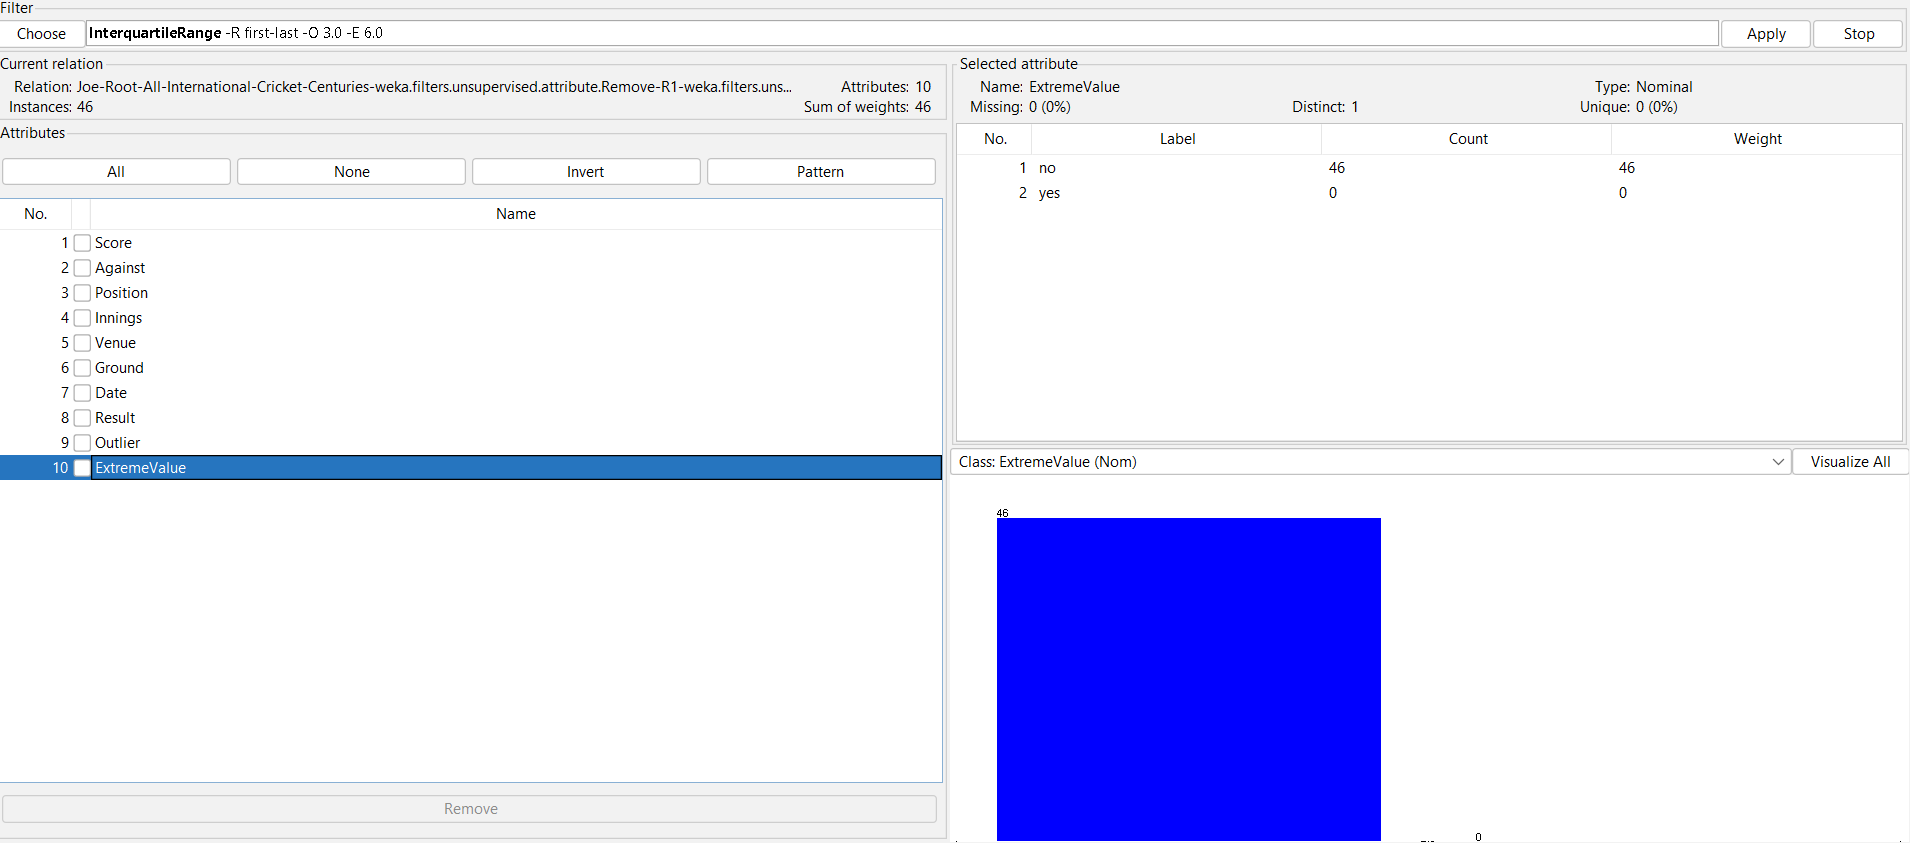 Filter
Choose InterquartileRange -R first-last -O 3.0 -E 6.0 Apply Stop
Current relation
Relation: Joe-Root-All-International-Cricket-Centuries-weka.filters.unsupervised.attribute.Remove-R1-weka.filters.uns... Attributes: 10
Instances: 46 Sum of weights: 46
Attributes
All None Invert Pattern
No. Name
1 Score
2 Against
3 Position
4 Innings
5 Venue
6 Ground
7 Date
8 Result
9 Outlier
10 ExtremeValue
Remove
Selected attribute
Name: ExtremeValue Type: Nominal
Missing: 0 (0%) Distinct: 1 Unique: 0 (0%)
No. Label Count Weight
1 no 46 46
2 yes 0 0
Class: ExtremeValue (Nom) Visualize All
46
0